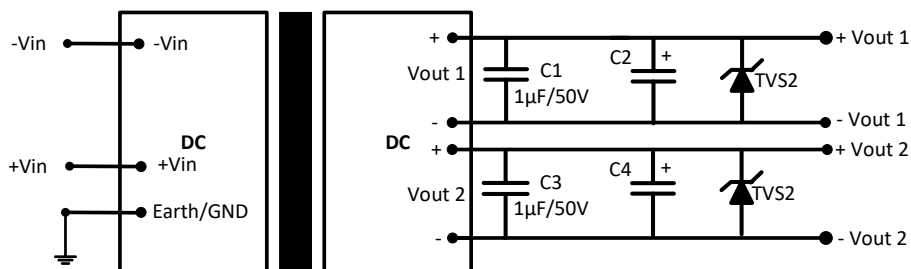 -Vin -Vin
+Vin +Vin
Earth/GND
DC
DC
+ + Vout 1
Vout 1
C1
1µF/50V
C2 +
TVS2
- - Vout 1
+ + Vout 2
Vout 2
C3
1µF/50V
C4 +
TVS2
- - Vout 2